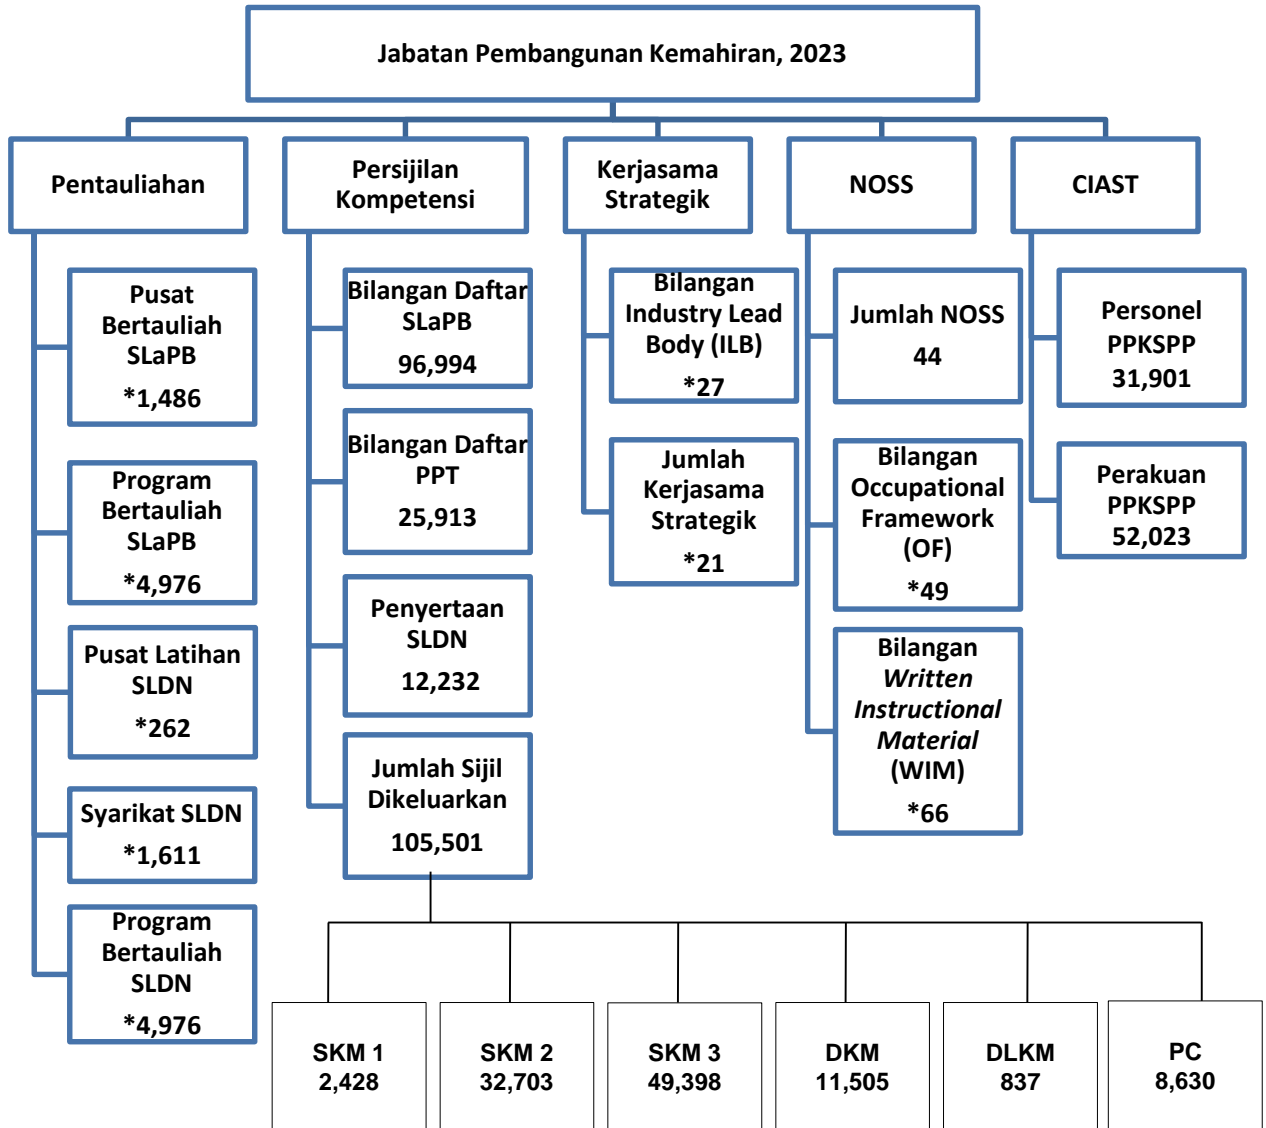 Jabatan Pembangunan Kemahiran, 2023
Pentauliahan
Pusat
Bertauliah
SLaPB
*1,486
Program
Bertauliah
SLaPB
*4,976
Pusat Latihan
SLDN
*262
Syarikat SLDN
*1,611
Program
Bertauliah
SLDN
*4,976
Persijilan
Kompetensi
Bilangan Daftar
SLaPB
96,994
Bilangan Daftar
PPT
25,913
Penyertaan
SLDN
12,232
Jumlah Sijil
Dikeluarkan
105,501
SKM 1
2,428
SKM 2
32,703
SKM 3
49,398
DKM
11,505
DLKM
837
PC
8,630
Kerjasama
Strategik
Bilangan
Industry Lead
Body (ILB)
*27
Jumlah
Kerjasama
Strategik
*21
NOSS
Jumlah NOSS
44
Bilangan
Occupational
Framework
(OF)
*49
Bilangan
Written
Instructional
Material
(WIM)
*66
CIAST
Personel
PPKSPP
31,901
Perakuan
PPKSPP
52,023